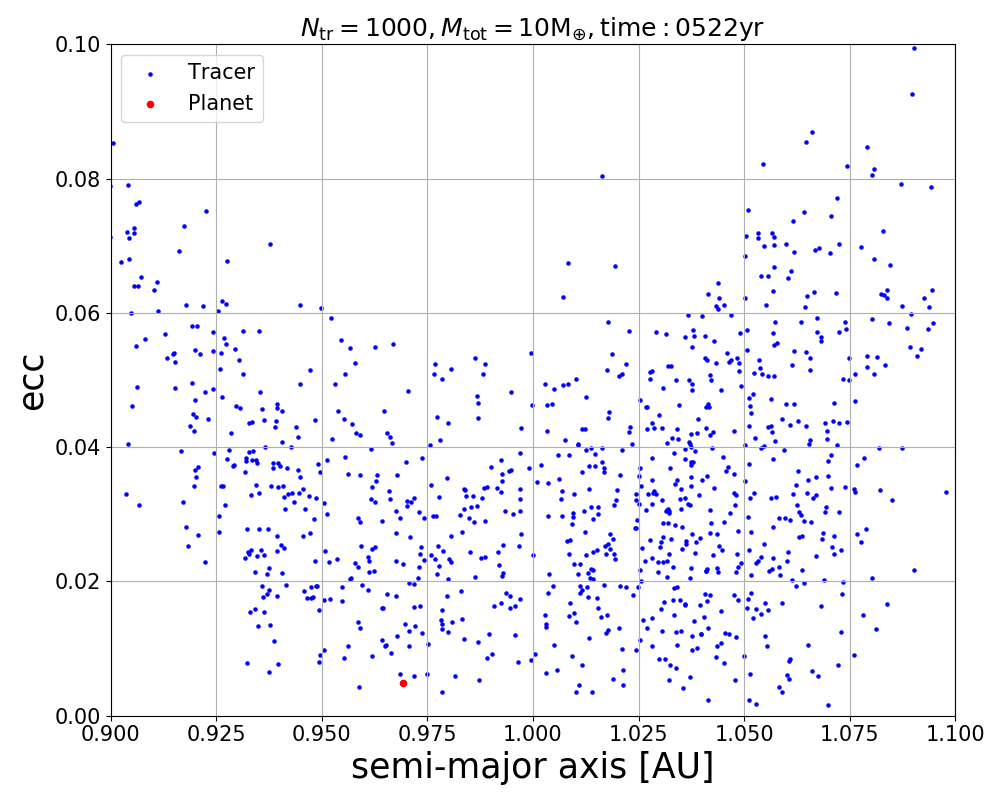 N_tr = 1000, M_tot = 10M_⊕, time : 0522yr
0.10
Tracer
Planet
0.08
0.06
ecc
0.04
0.02
0.00
0.900 0.925 0.950 0.975 1.000 1.025 1.050 1.075 1.100
semi-major axis [AU]